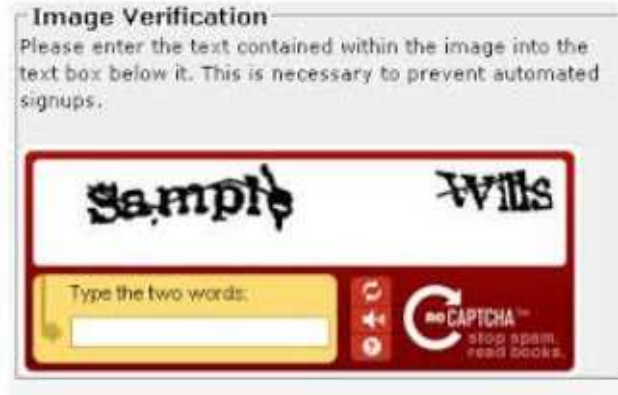 Image Verification
Please enter the text contained within the image into the
text box below it. This is necessary to prevent automated
signups.
Sample Wills
Type the two words:
reCAPTCHA™
stop spam.
read books.